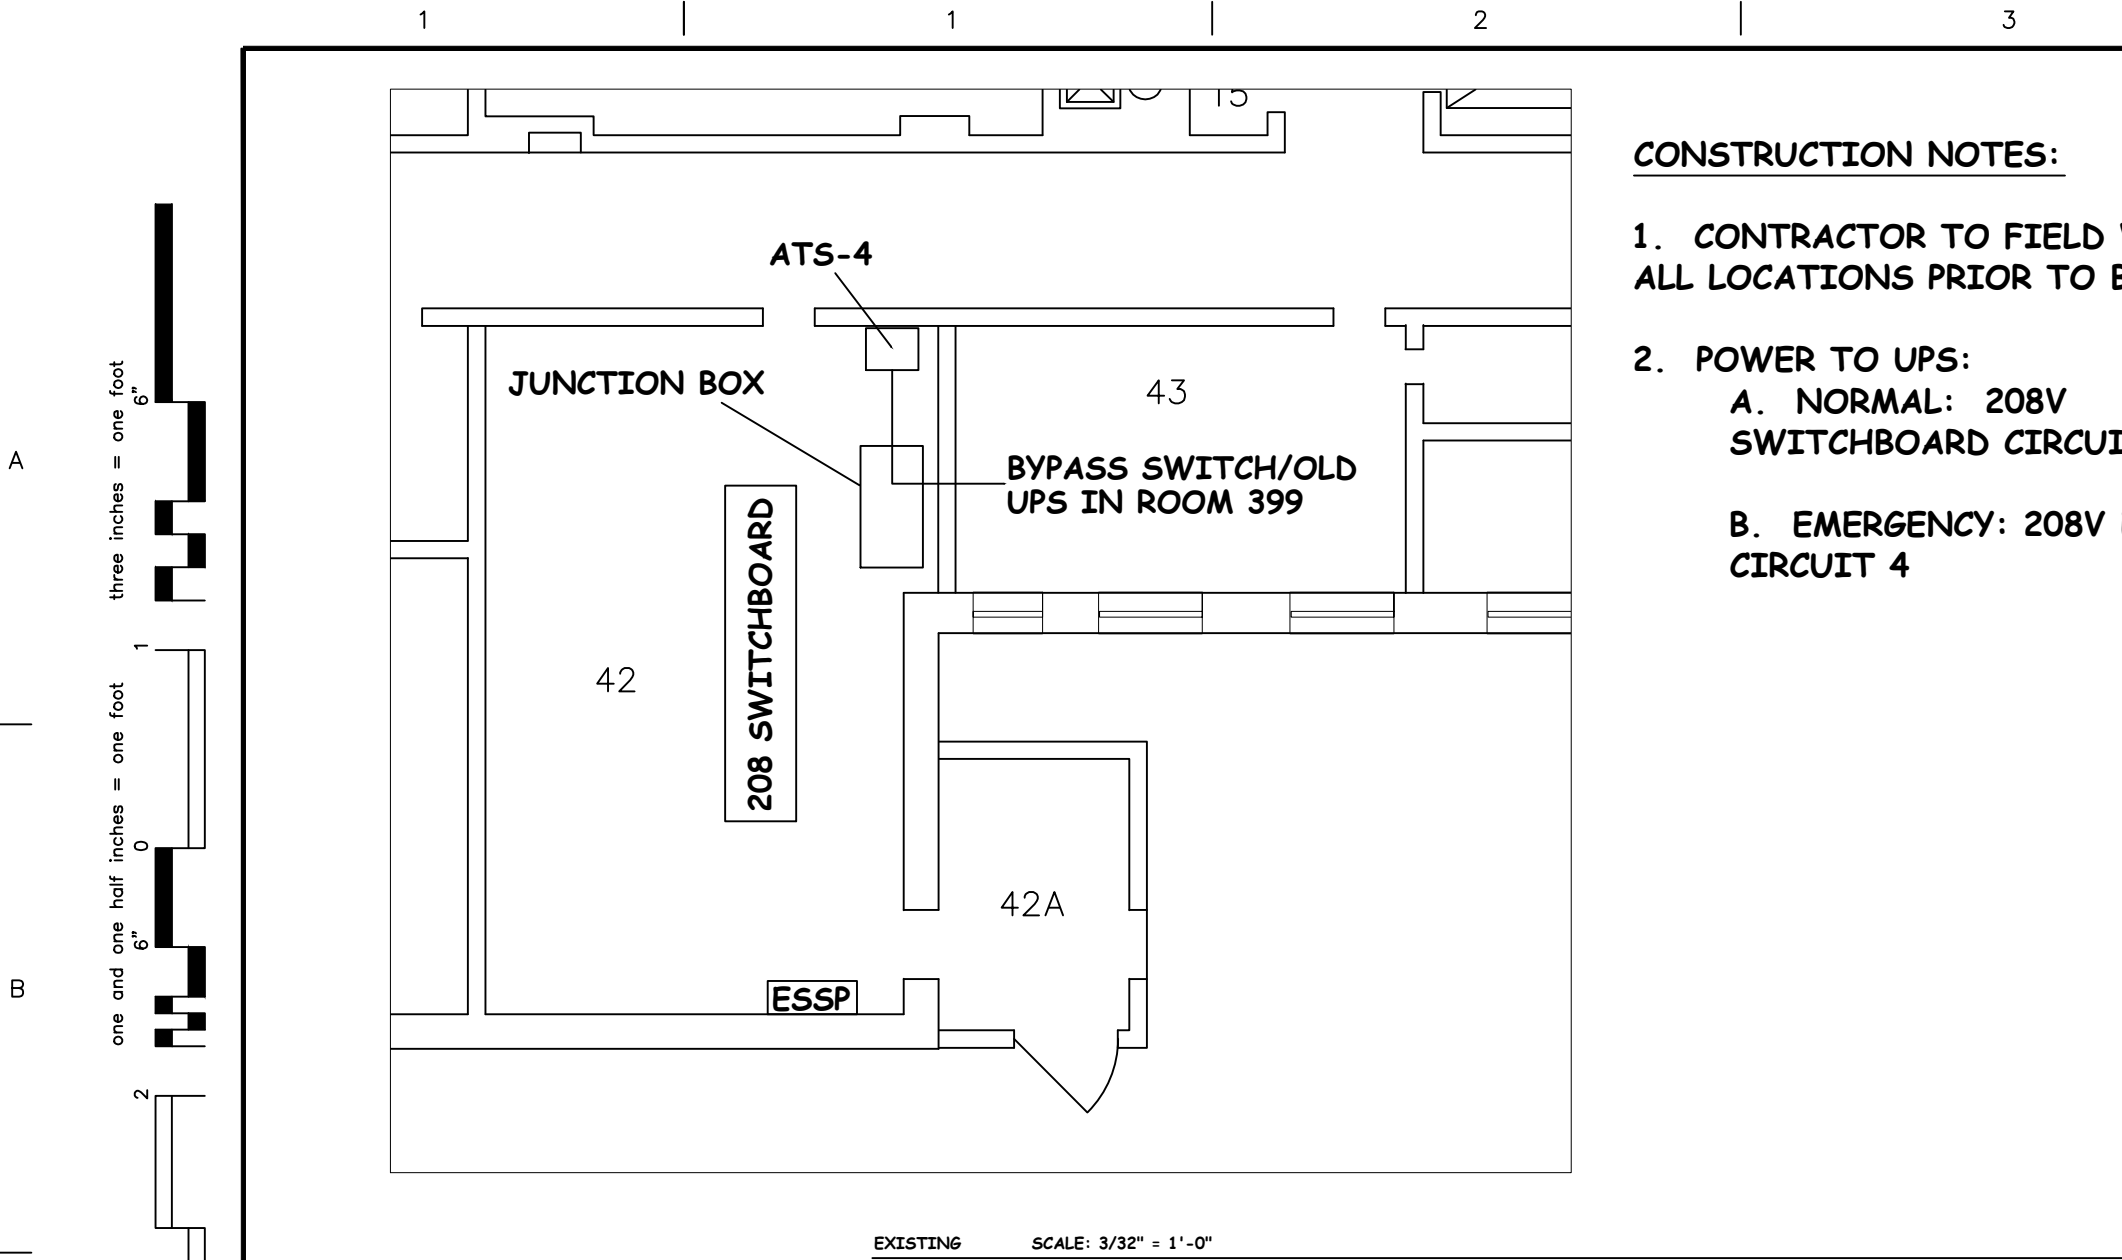 1 1 2 3
15
CONSTRUCTION NOTES:
1. CONTRACTOR TO FIELD
ALL LOCATIONS PRIOR TO
2. POWER TO UPS:
A. NORMAL: 208V
SWITCHBOARD
B. EMERGENCY: 208V
CIRCUIT 4
ATS-4
JUNCTION BOX
43
BYPASS SWITCH/OLD
UPS IN ROOM 399
208 SWITCHBOARD
42
42A
ESSP
A
B
three inches = one foot
6"
1
one and one half inches = one foot
0
6"
2
EXISTING SCALE: 3/32" = 1'-0"